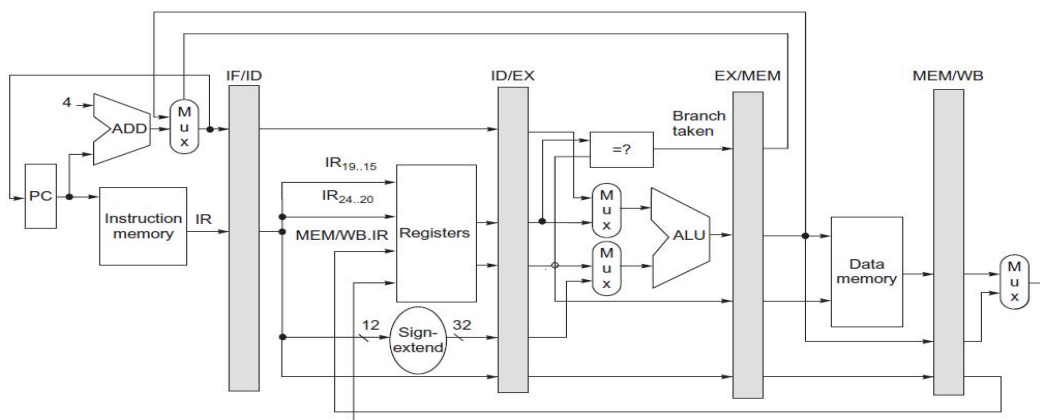 IF/ID
ID/EX
EX/MEM
MEM/WB
4
ADD
M
u
x
Branch
taken
=?
IR19..15
IR24..20
PC
Instruction
memory
IR
MEM/WB.IR
Registers
M
u
x
ALU
M
u
x
Data
memory
M
u
x
12
Sign-
extend
32